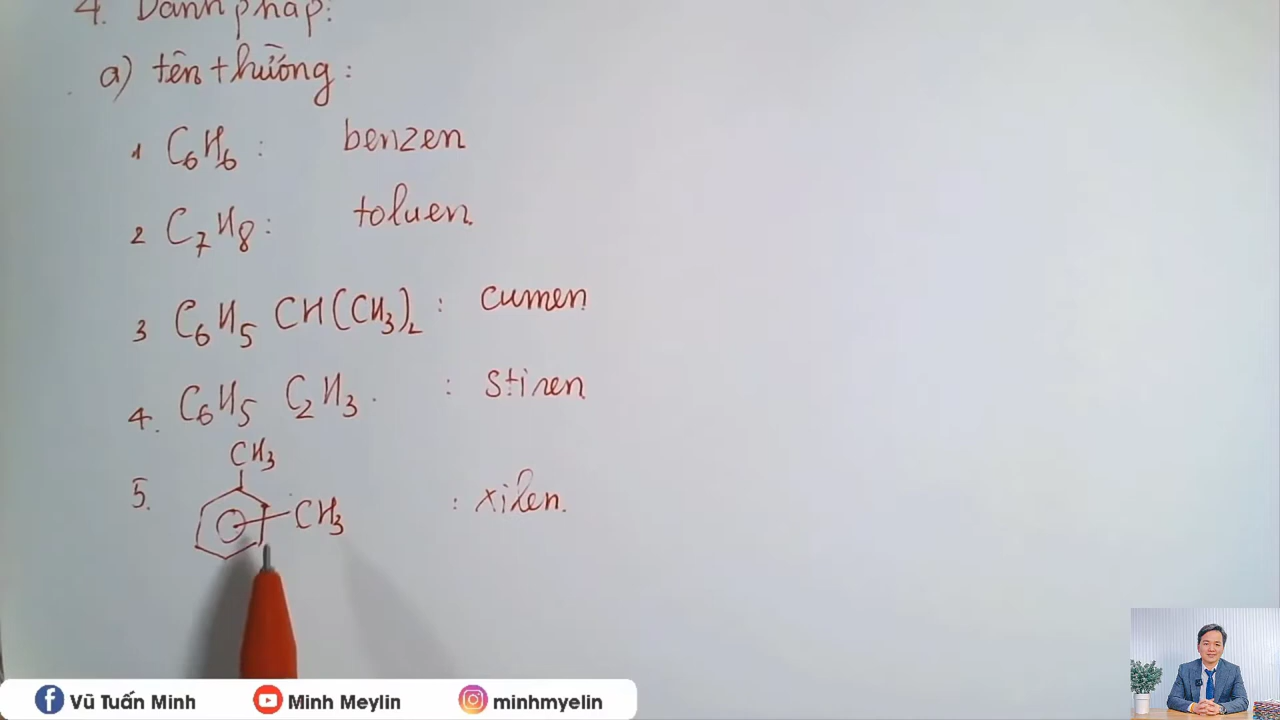 4. Danh pháp:
a) tên thường:
1 C₆H₆ : benzen
2 C₇H₈ : toluen
3 C₆H₅ CH(CH₃)₂ : cumen
4. C₆H₅ C₂H₃ : stiren
CH₃
5. CH₃ : xilen.
Vũ Tuấn Minh Minh Meylin minhmyelin